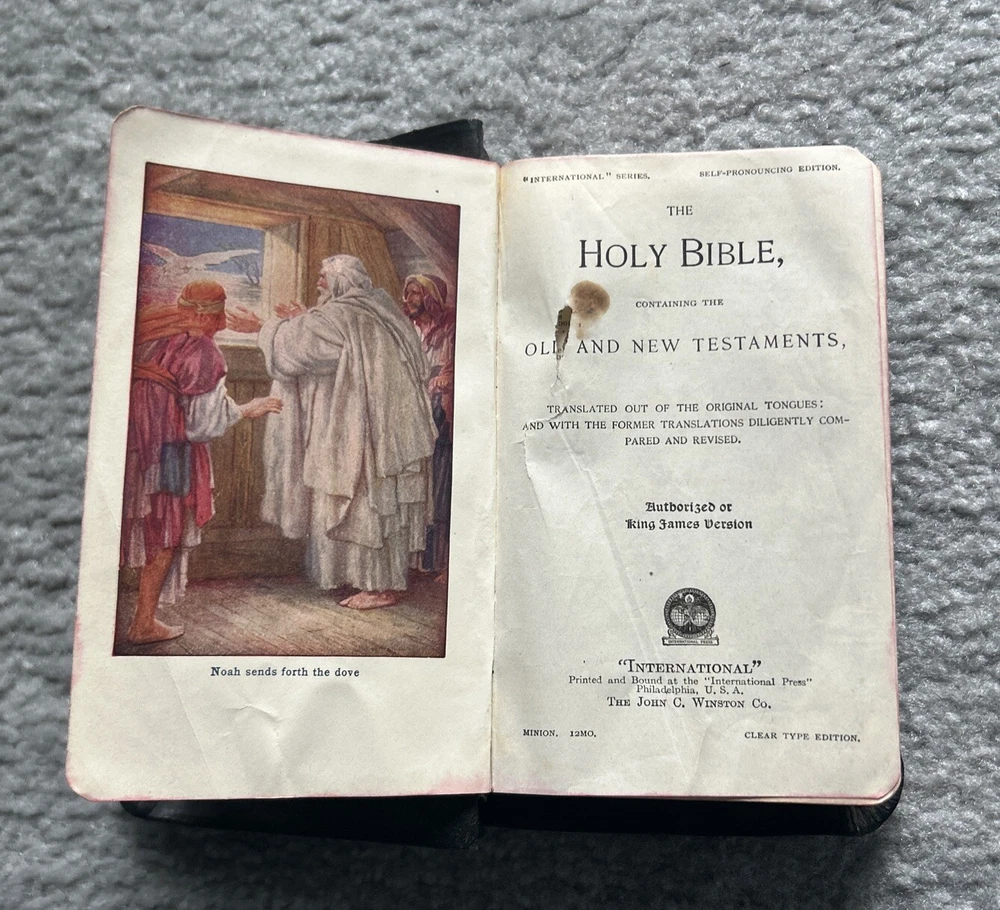 Noah sends forth the dove
"INTERNATIONAL" SERIES. SELF-PRONOUNCING EDITION.
THE
HOLY BIBLE,
CONTAINING THE
OLD AND NEW TESTAMENTS,
TRANSLATED OUT OF THE ORIGINAL TONGUES:
AND WITH THE FORMER TRANSLATIONS DILIGENTLY COM-
PARED AND REVISED.
Authorized or
King James Version
INTERNATIONAL PRESS
"INTERNATIONAL"
Printed and Bound at the "International Press"
Philadelphia, U. S. A.
THE JOHN C. WINSTON CO.
MINION. 12MO. CLEAR TYPE EDITION.